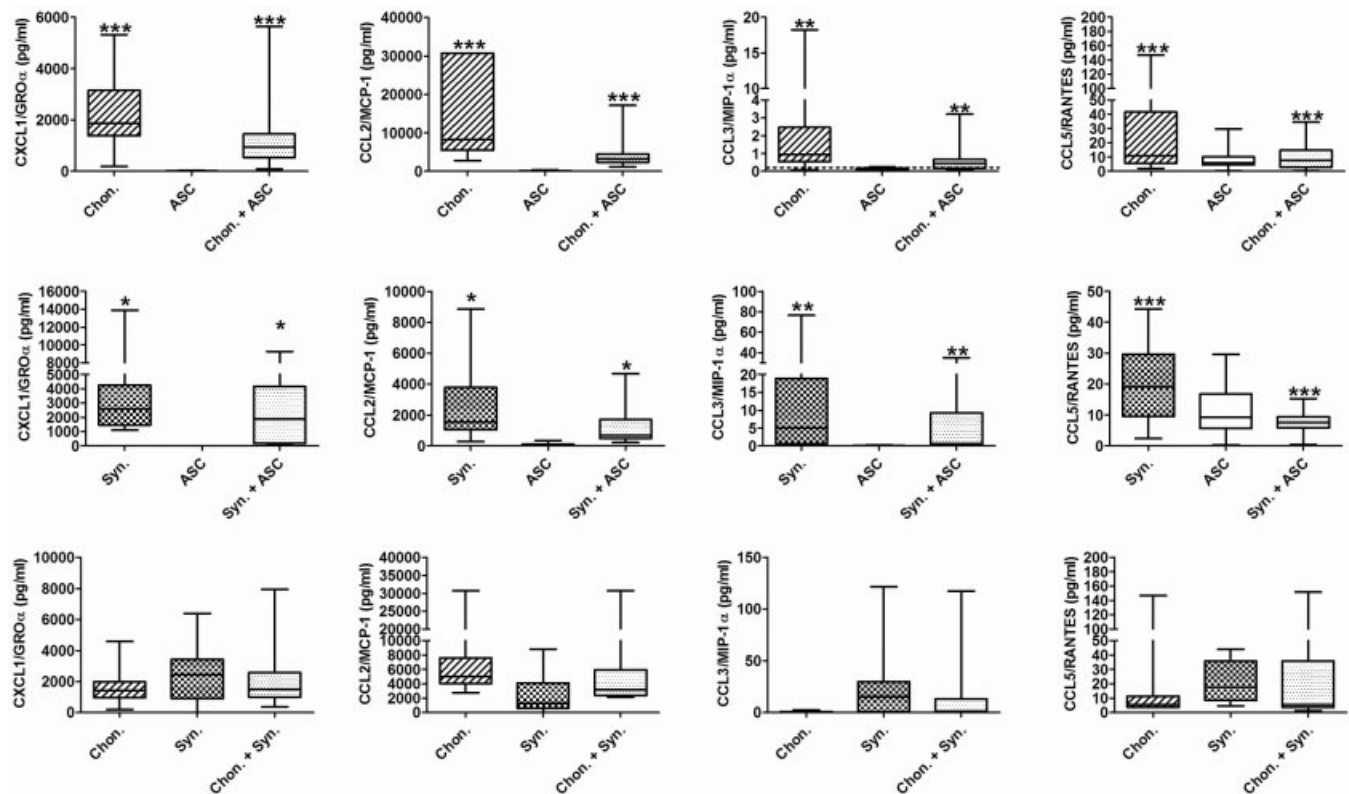 CXCL1/GROα (pg/ml)
6000
4000
2000
0
***
***
Chon.
ASC
Chon. + ASC
CCL2/MCP-1 (pg/ml)
40000
30000
20000
10000
0
***
***
Chon.
ASC
Chon. + ASC
CCL3/MIP-1α (pg/ml)
20
15
10
5
4
3
2
1
0
**
**
Chon.
ASC
Chon. + ASC
CCL5/RANTES (pg/ml)
200
180
160
140
120
100
50
40
30
20
10
0
***
***
Chon.
ASC
Chon. + ASC
CXCL1/GROα (pg/ml)
16000
14000
12000
10000
8000
5000
4000
3000
2000
1000
0
*
*
Syn.
ASC
Syn. + ASC
CCL2/MCP-1 (pg/ml)
10000
8000
6000
4000
2000
0
*
*
Syn.
ASC
Syn. + ASC
CCL3/MIP-1α (pg/ml)
100
80
60
40
20
15
10
5
0
**
**
Syn.
ASC
Syn. + ASC
CCL5/RANTES (pg/ml)
50
40
30
20
10
0
***
***
Syn.
ASC
Syn. + ASC
CXCL1/GROα (pg/ml)
10000
8000
6000
4000
2000
0
Chon.
Syn.
Chon. + Syn.
CCL2/MCP-1 (pg/ml)
40000
35000
30000
25000
20000
15000
10000
8000
6000
4000
2000
0
Chon.
Syn.
Chon. + Syn.
CCL3/MIP-1α (pg/ml)
150
100
50
0
Chon.
Syn.
Chon. + Syn.
CCL5/RANTES (pg/ml)
200
180
160
140
120
100
50
40
30
20
10
0
Chon.
Syn.
Chon. + Syn.